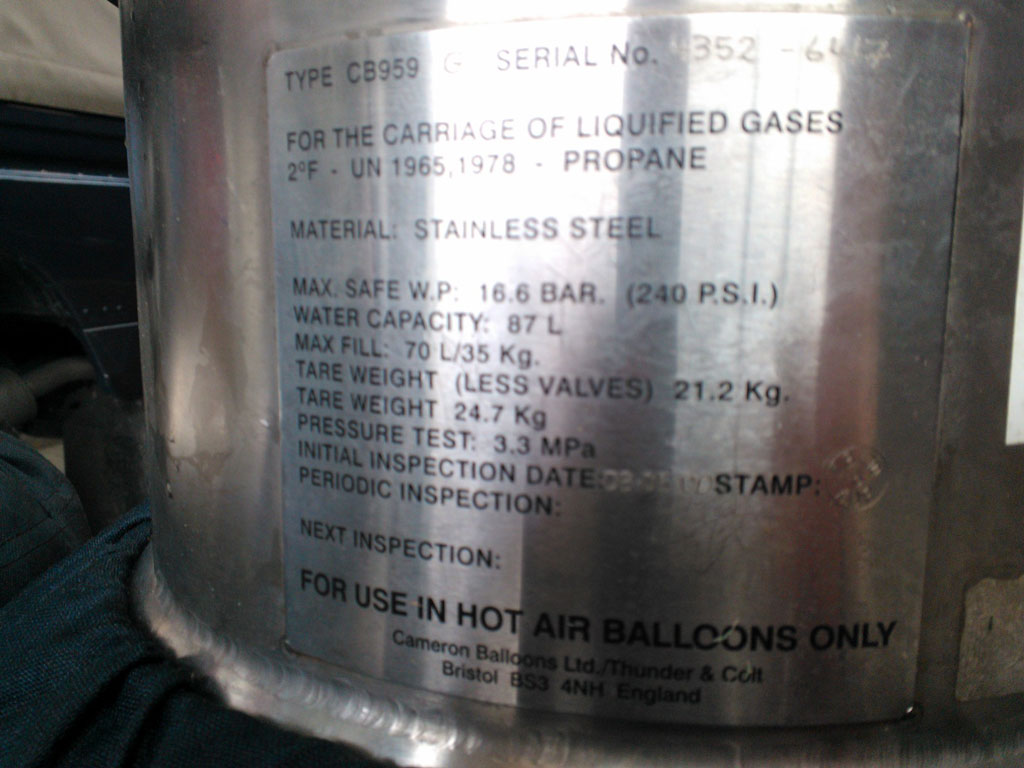 TYPE CB959 G SERIAL No. 352 -
FOR THE CARRIAGE OF LIQUIFIED GASES
2ºF - UN 1965,1978 - PROPANE
MATERIAL: STAINLESS STEEL
MAX. SAFE W.P: 16.6 BAR. (240 P.S.I.)
WATER CAPACITY: 87 L
MAX FILL: 70 L/35 Kg.
TARE WEIGHT (LESS VALVES) 21.2 Kg.
TARE WEIGHT 24.7 Kg
PRESSURE TEST: 3.3 MPa
INITIAL INSPECTION DATE: STAMP:
PERIODIC INSPECTION:
NEXT INSPECTION:
FOR USE IN HOT AIR BALLOONS ONLY
Cameron Balloons Ltd./Thunder & Colt
Bristol BS3 4NH England